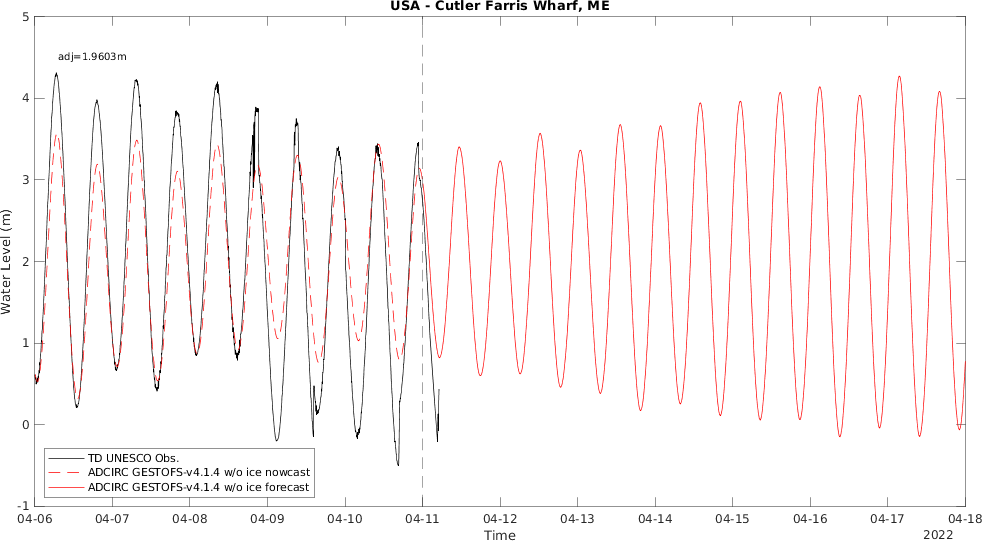 USA - Cutler Farris Wharf, ME
adj=1.9603m
Water Level (m)
5
4
3
2
1
0
-1
TD UNESCO Obs.
ADCIRC GESTOFS-v4.1.4 w/o ice nowcast
ADCIRC GESTOFS-v4.1.4 w/o ice forecast
04-06 04-07 04-08 04-09 04-10 04-11 04-12 04-13 04-14 04-15 04-16 04-17 04-18
Time
2022